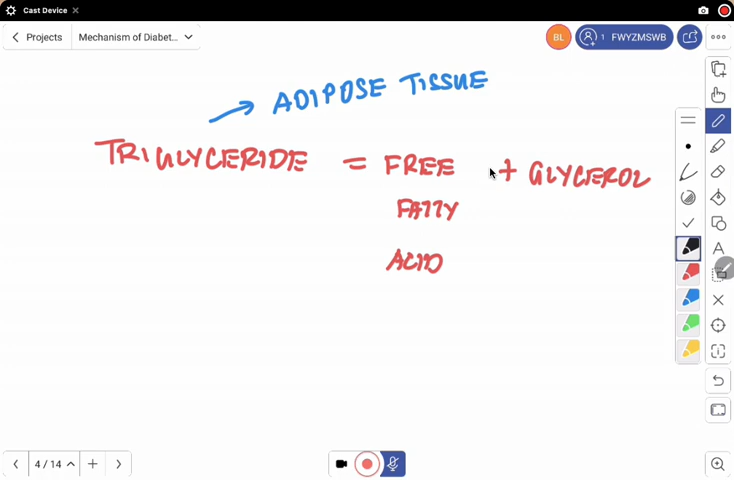 Cast Device
Projects
Mechanism of Diabet...
BL
1 FWYZMSWB
ADIPOSE TISSUE
TRIGLYCERIDE = FREE + GLYCEROL
FATTY
ACID
A
4 / 14